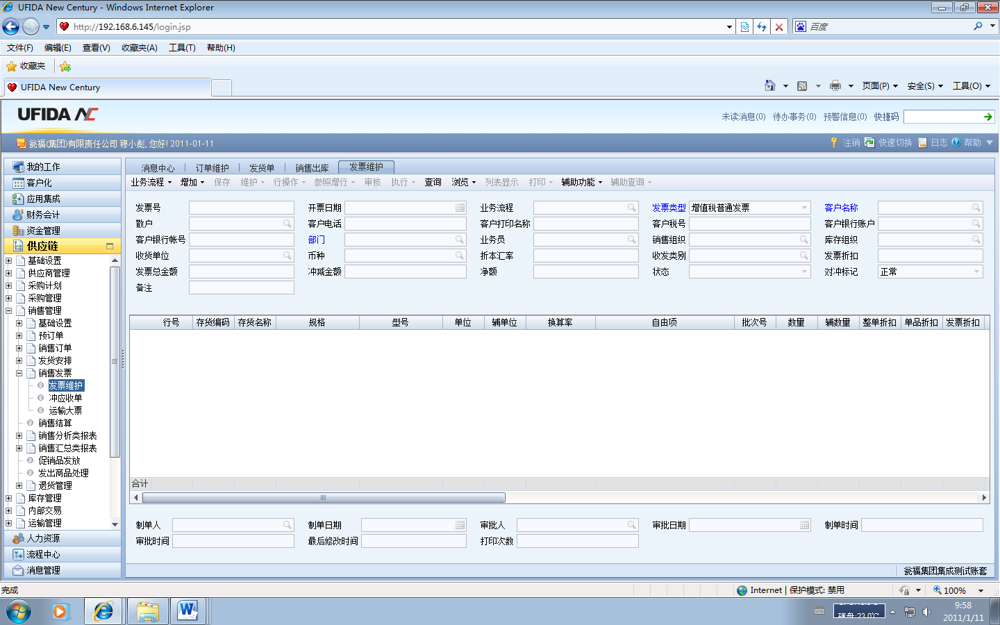 UFIDA New Century - Windows Internet Explorer
http://192.168.6.145/login.jsp
百度
文件(F) 编辑(E) 查看(V) 收藏夹(A) 工具(T) 帮助(H)
收藏夹
UFIDA New Century
页面(P) 安全(S) 工具(O)
UFIDA NC
未读消息(0) 待办事务(0) 预警信息(0) 快捷码
瓮福(集团)有限责任公司 穆小彪, 您好! 2011-01-11
注销 快速切换 日志 帮助
我的工作
客户化
应用集成
财务会计
资金管理
供应链
基础设置
供应商管理
采购计划
采购管理
销售管理
基础设置
预订单
销售订单
发货安排
销售发票
发票维护
冲应收单
运输大票
销售结算
销售分析类报表
销售汇总类报表
促销品发放
发出商品处理
退货管理
库存管理
内部交易
运输管理
人力资源
流程中心
消息管理
消息中心 订单维护 发货单 销售出库 发票维护
业务流程 增加 保存 维护 行操作 参照增行 审核 执行 查询 浏览 列表显示 打印 辅助功能 辅助查询
发票号 开票日期 业务流程 发票类型 增值税普通发票 客户名称
散户 客户电话 客户打印名称 客户税号 客户银行账户
客户银行帐号 部门 业务员 销售组织 库存组织
收货单位 币种 折本汇率 收发类别 发票折扣
发票总金额 冲减金额 净额 状态 对冲标记 正常
备注
行号 存货编码 存货名称 规格 型号 单位 辅单位 换算率 自由项 批次号 数量 辅数量 整单折扣 单品折扣 发票折扣
合计
制单人 制单日期 审批人 审批日期 制单时间
审批时间 最后修改时间 打印次数
瓮福集团集成测试账套
完成
Internet | 保护模式: 禁用
100%
硬盘:23.0℃
9:58
2011/1/11